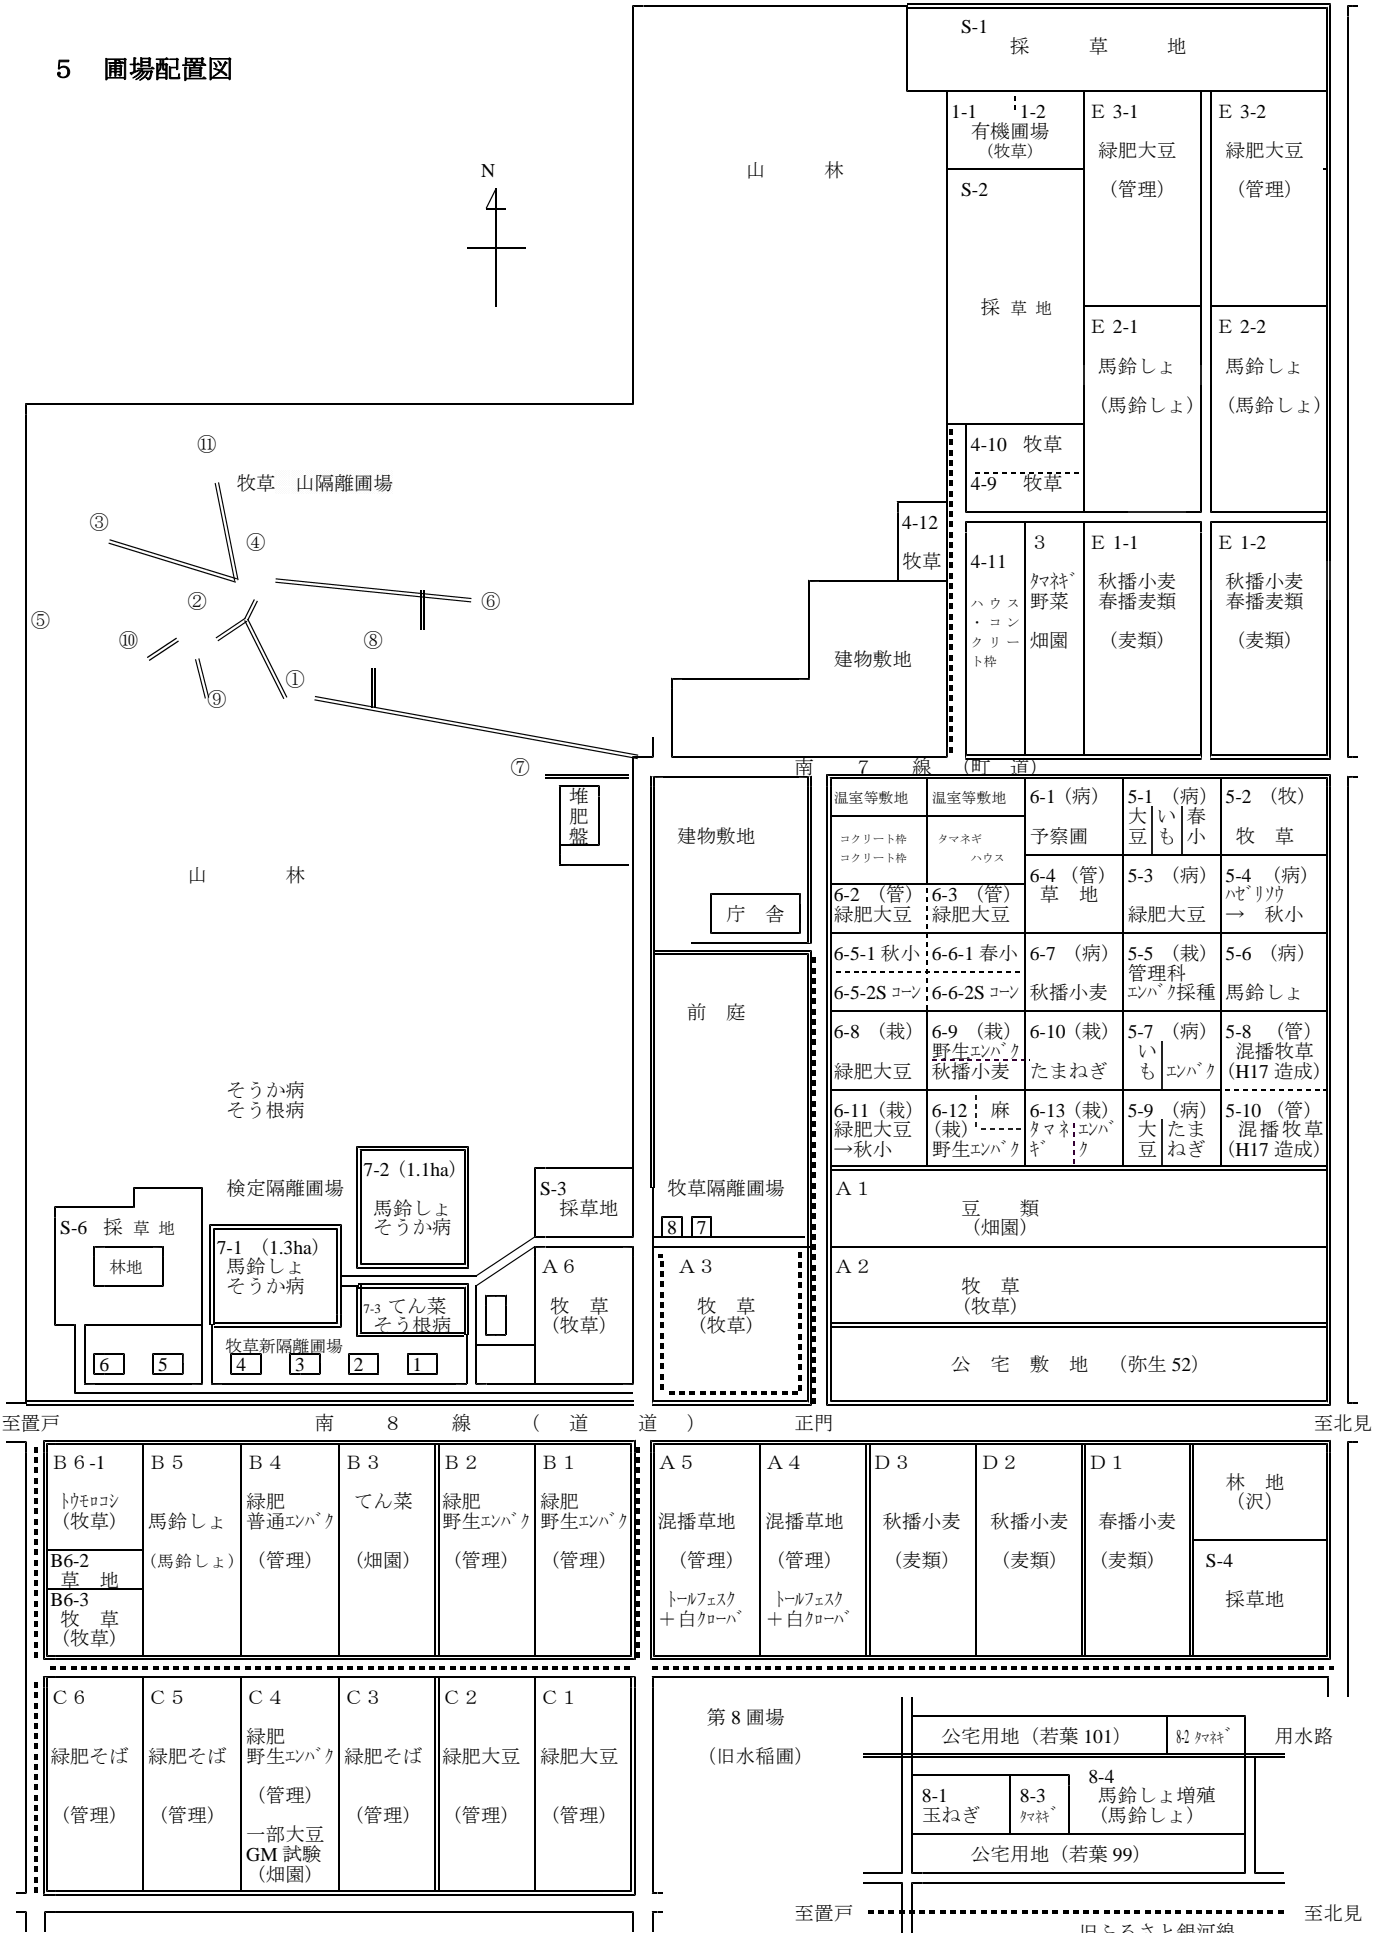 5 圃場配置図
N
S-1
採 草 地
山 林
1-1 1-2
有機圃場
(牧草)
E 3-1
緑肥大豆
(管理)
E 3-2
緑肥大豆
(管理)
S-2
採 草 地
E 2-1
馬鈴しょ
(馬鈴しょ)
E 2-2
馬鈴しょ
(馬鈴しょ)
4-10 牧草
4-9 牧草
4-12
牧草
4-11
ハ ウ ス
・ コ ン
ク リ ー
ト枠
3
タマネギ
野菜
畑園
E 1-1
秋播小麦
春播麦類
(麦類)
E 1-2
秋播小麦
春播麦類
(麦類)
建物敷地
⑪
牧草 山隔離圃場
③
④
②
⑥
⑤
⑩
⑧
①
⑨
⑦
南 7 線 (町 道)
堆
肥
盤
山 林
建物敷地
庁 舎
前 庭
温室等敷地
温室等敷地
コクリート枠
コクリート枠
タマネギ
ハウス
6-1 (病)
予察圃
5-1 (病)
大 い 春
豆 も 小
5-2 (牧)
牧 草
6-2 (管)
緑肥大豆
6-3 (管)
緑肥大豆
6-4 (管)
草 地
5-3 (病)
緑肥大豆
5-4 (病)
ハゼリソウ
→ 秋小
6-5-1 秋小
6-5-2S コーン
6-6-1 春小
6-6-2S コーン
6-7 (病)
秋播小麦
5-5 (栽)
管理科
エンバク採種
5-6 (病)
馬鈴しょ
6-8 (栽)
緑肥大豆
6-9 (栽)
野生エンバク
秋播小麦
6-10 (栽)
たまねぎ
5-7 (病)
い
も エンバク
5-8 (管)
混播牧草
(H17 造成)
6-11 (栽)
緑肥大豆
→秋小
6-12 麻
(栽)
野生エンバク
6-13 (栽)
タマネ エンバ
ギ ク
5-9 (病)
大 たま
豆 ねぎ
5-10 (管)
混播牧草
(H17 造成)
そうか病
そう根病
検定隔離圃場
7-2 (1.1ha)
馬鈴しょ
そうか病
S-3
採草地
牧草隔離圃場
8 7
A 1
豆 類
(畑園)
S-6 採 草 地
林地
7-1 (1.3ha)
馬鈴しょ
そうか病
7-3 てん菜
そう根病
A 6
牧 草
(牧草)
A 3
牧 草
(牧草)
A 2
牧 草
(牧草)
牧草新隔離圃場
6 5 4 3 2 1
公 宅 敷 地 (弥生 52)
至置戸 南 8 線 ( 道 道 ) 正門 至北見
B 6-1
トウモロコシ
(牧草)
B6-2
草 地
B6-3
牧 草
(牧草)
B 5
馬鈴しょ
(馬鈴しょ)
B 4
緑肥
普通エンバク
(管理)
B 3
てん菜
(畑園)
B 2
緑肥
野生エンバク
(管理)
B 1
緑肥
野生エンバク
(管理)
A 5
混播草地
(管理)
トールフェスク
+白クローバ
A 4
混播草地
(管理)
トールフェスク
+白クローバ
D 3
秋播小麦
(麦類)
D 2
秋播小麦
(麦類)
D 1
春播小麦
(麦類)
林 地
(沢)
S-4
採草地
C 6
緑肥そば
(管理)
C 5
緑肥そば
(管理)
C 4
緑肥
野生エンバク
(管理)
一部大豆
GM 試験
(畑園)
C 3
緑肥そば
(管理)
C 2
緑肥大豆
(管理)
C 1
緑肥大豆
(管理)
第 8 圃場
(旧水稲圃)
公宅用地 (若葉 101)
8-2 タマネギ
用水路
8-1
玉ねぎ
8-3
タマネギ
8-4
馬鈴しょ増殖
(馬鈴しょ)
公宅用地 (若葉 99)
至置戸 至北見
旧ふるさと銀河線